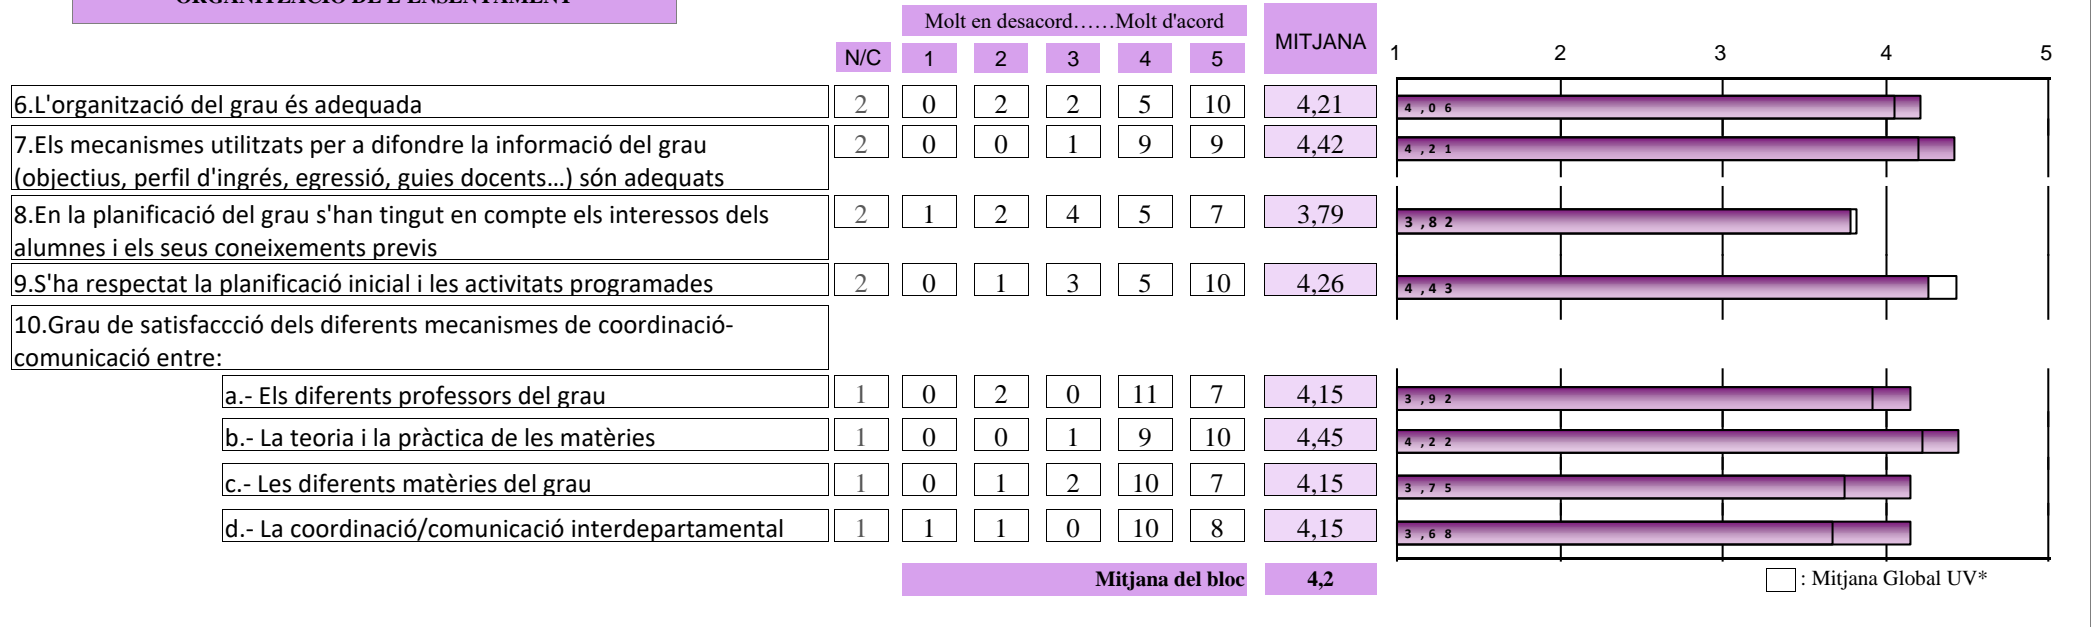 Molt en desacord……Molt d'acord
MITJANA
N/C 1 2 3 4 5
1 2 3 4 5
6.L'organització del grau és adequada 2 0 2 2 5 10 4,21 4,06
7.Els mecanismes utilitzats per a difondre la informació del grau 2 0 0 1 9 9 4,42 4,21
(objectius, perfil d'ingrés, egressió, guies docents…) són adequats
8.En la planificació del grau s'han tingut en compte els interessos dels 2 1 2 4 5 7 3,79 3,82
alumnes i els seus coneixements previs
9.S'ha respectat la planificació inicial i les activitats programades 2 0 1 3 5 10 4,26 4,43
10.Grau de satisfaccció dels diferents mecanismes de coordinació-
comunicació entre:
a.- Els diferents professors del grau 1 0 2 0 11 7 4,15 3,92
b.- La teoria i la pràctica de les matèries 1 0 0 1 9 10 4,45 4,22
c.- Les diferents matèries del grau 1 0 1 2 10 7 4,15 3,75
d.- La coordinació/comunicació interdepartamental 1 1 1 0 10 8 4,15 3,68
Mitjana del bloc 4,2
: Mitjana Global UV*